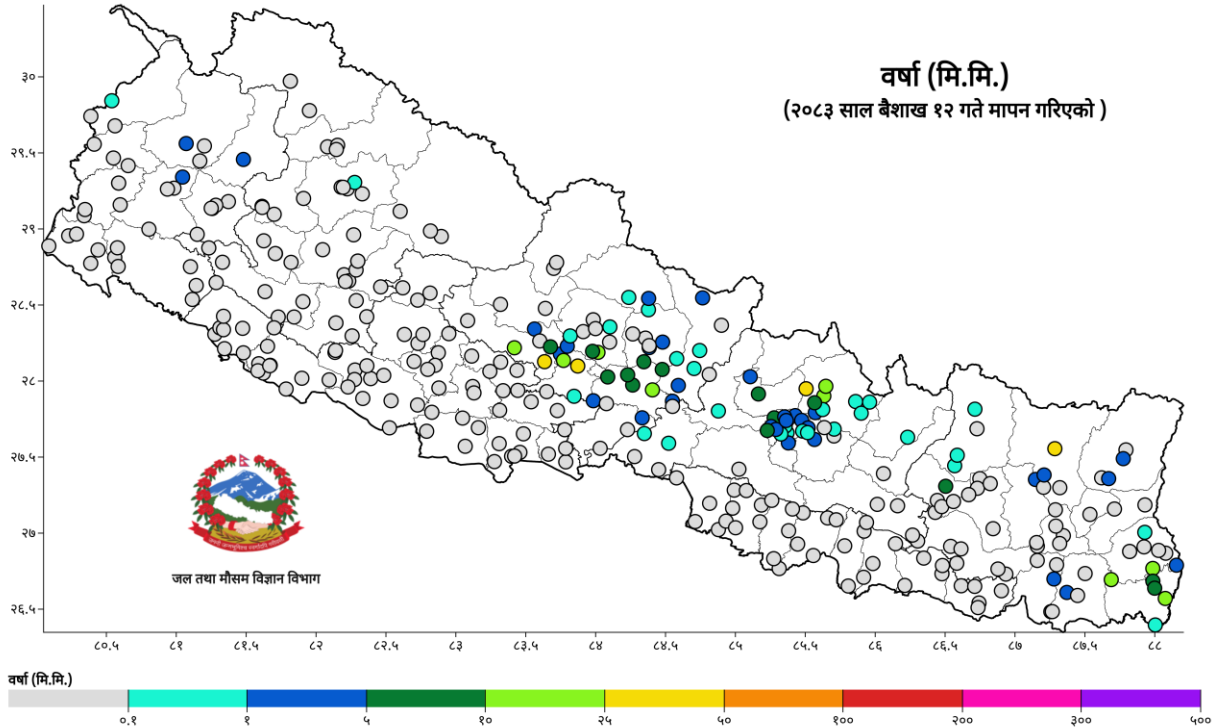 वर्षा (मि.मि.)
(२०८३ साल बैशाख १२ गते मापन गरिएको )
३०
२९.५
२९
२८.५
२८
२७.५
२७
२६.५
जल तथा मौसम विज्ञान विभाग
८०.५ ८१ ८१.५ ८२ ८२.५ ८३ ८३.५ ८४ ८४.५ ८५ ८५.५ ८६ ८६.५ ८७ ८७.५ ८८
वर्षा (मि.मि.)
०.१ १ ५ १० २५ ५० १०० २०० ३०० ५००